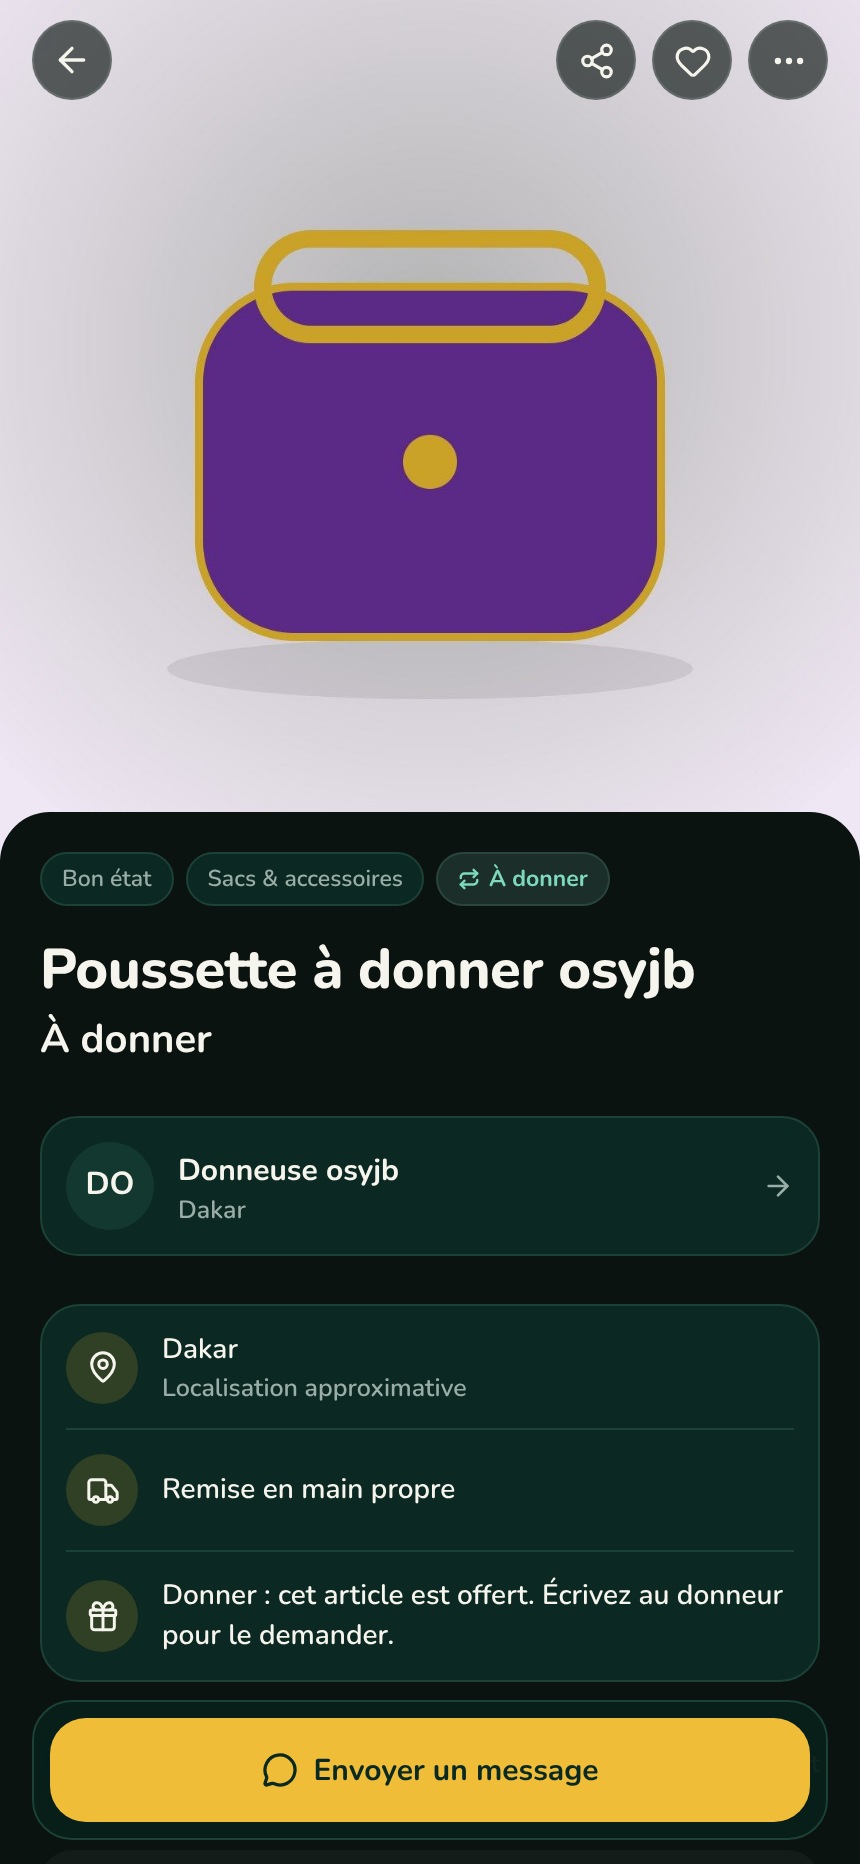 Bon état
Sacs & accessoires
À donner
Poussette à donner osyjb
À donner
DO
Donneuse osyjb
Dakar
Dakar
Localisation approximative
Remise en main propre
Donner : cet article est offert. Écrivez au donneur
pour le demander.
Envoyer un message